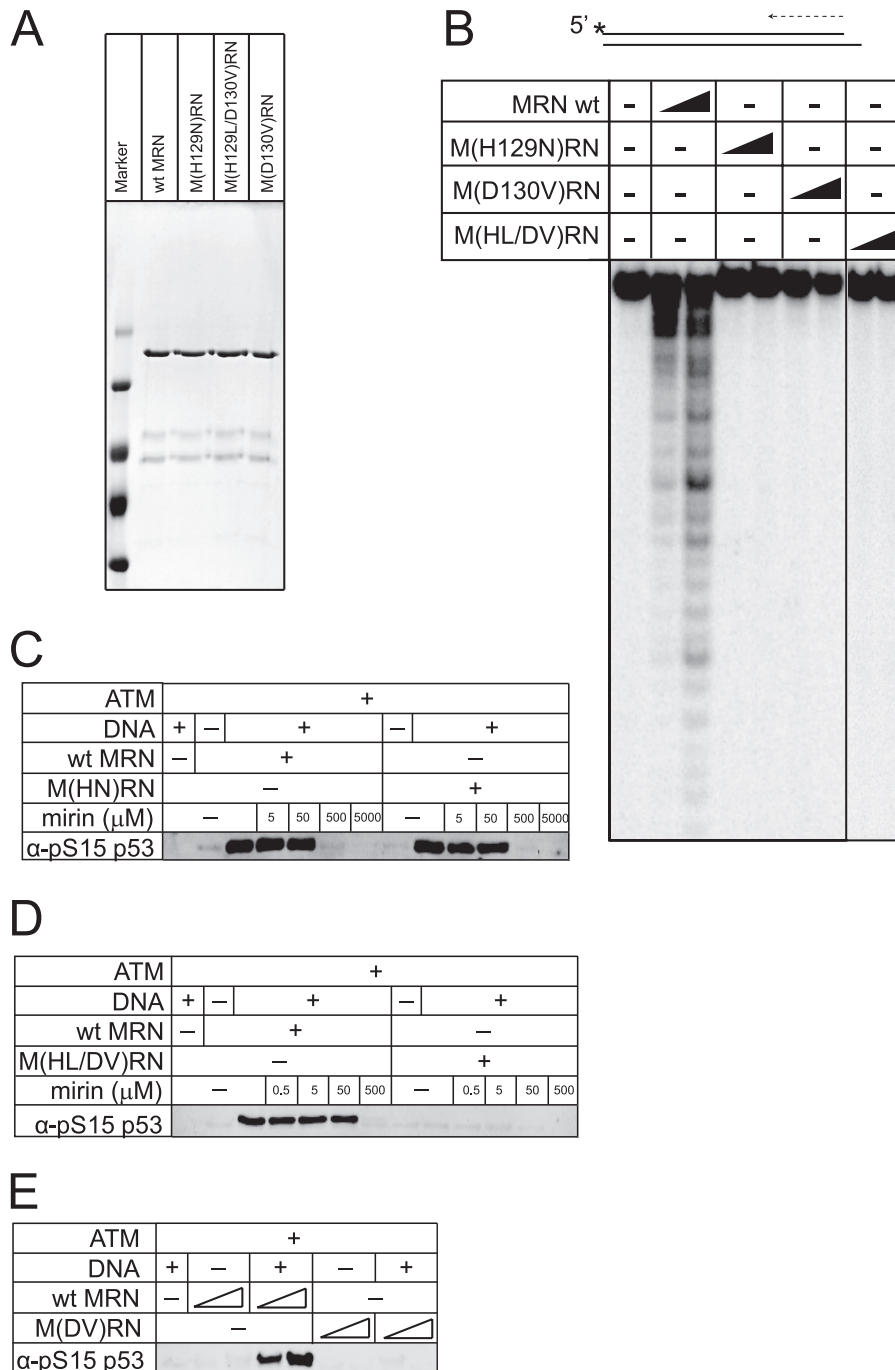 A
Marker
wt MRN
M(H129N)RN
M(H129L/D130V)RN
M(D130V)RN
B
5' *
MRN wt - - - -
M(H129N)RN - - - -
M(D130V)RN - - - -
M(HL/DV)RN - - - -
C
ATM +
DNA + — + — +
wt MRN — + —
M(HN)RN — +
mirin (μM) — 5 50 500 5000 — 5 50 500 5000
α-pS15 p53
D
ATM +
DNA + — + — +
wt MRN — + —
M(HL/DV)RN — +
mirin (μM) — 0.5 5 50 500 — 0.5 5 50 500
α-pS15 p53
E
ATM +
DNA + — + — +
wt MRN — —
M(DV)RN —
α-pS15 p53